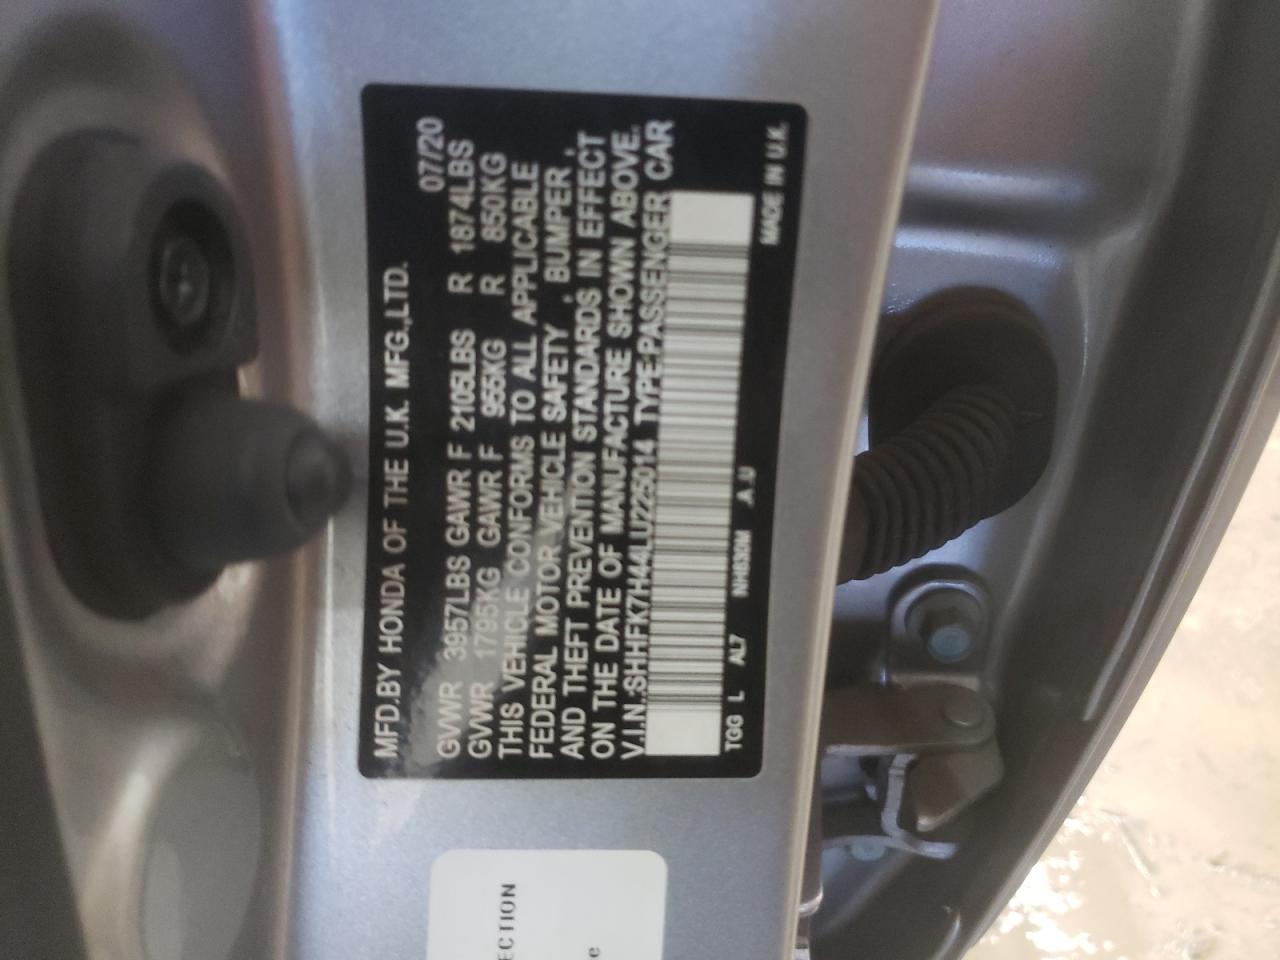 MFD.BY HONDA OF THE U.K. MFG.,LTD.
07/20
GVWR 3957LBS GAWR F 2105LBS R 1874LBS
GVWR 1795KG GAWR F 955KG R 850KG
THIS VEHICLE CONFORMS TO ALL APPLICABLE
FEDERAL MOTOR VEHICLE SAFETY , BUMPER ,
AND THEFT PREVENTION STANDARDS IN EFFECT
ON THE DATE OF MANUFACTURE SHOWN ABOVE.
V.I.N.:SHHFK7H44LU225014 TYPE:PASSENGER CAR
TGG L AL7 NH830M A U MADE IN U.K.
ECTION
e